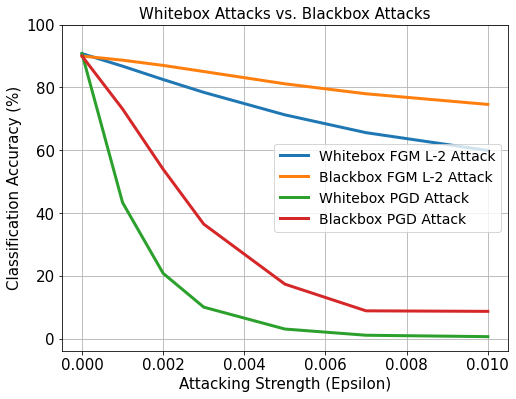 Whitebox Attacks vs. Blackbox Attacks
Classification Accuracy (%)
100
80
60
40
20
0
Whitebox FGM L-2 Attack
Blackbox FGM L-2 Attack
Whitebox PGD Attack
Blackbox PGD Attack
0.000 0.002 0.004 0.006 0.008 0.010
Attacking Strength (Epsilon)